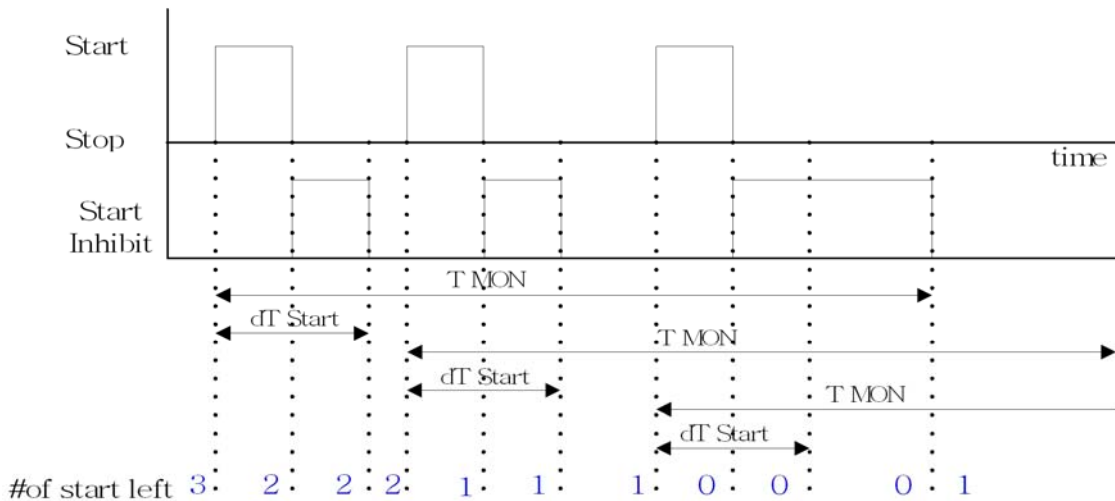 Start
Stop
time
Start
Inhibit
T MON
dT Start
T MON
dT Start
T MON
dT Start
#of start left 3 2 2 2 1 1 1 0 0 0 1